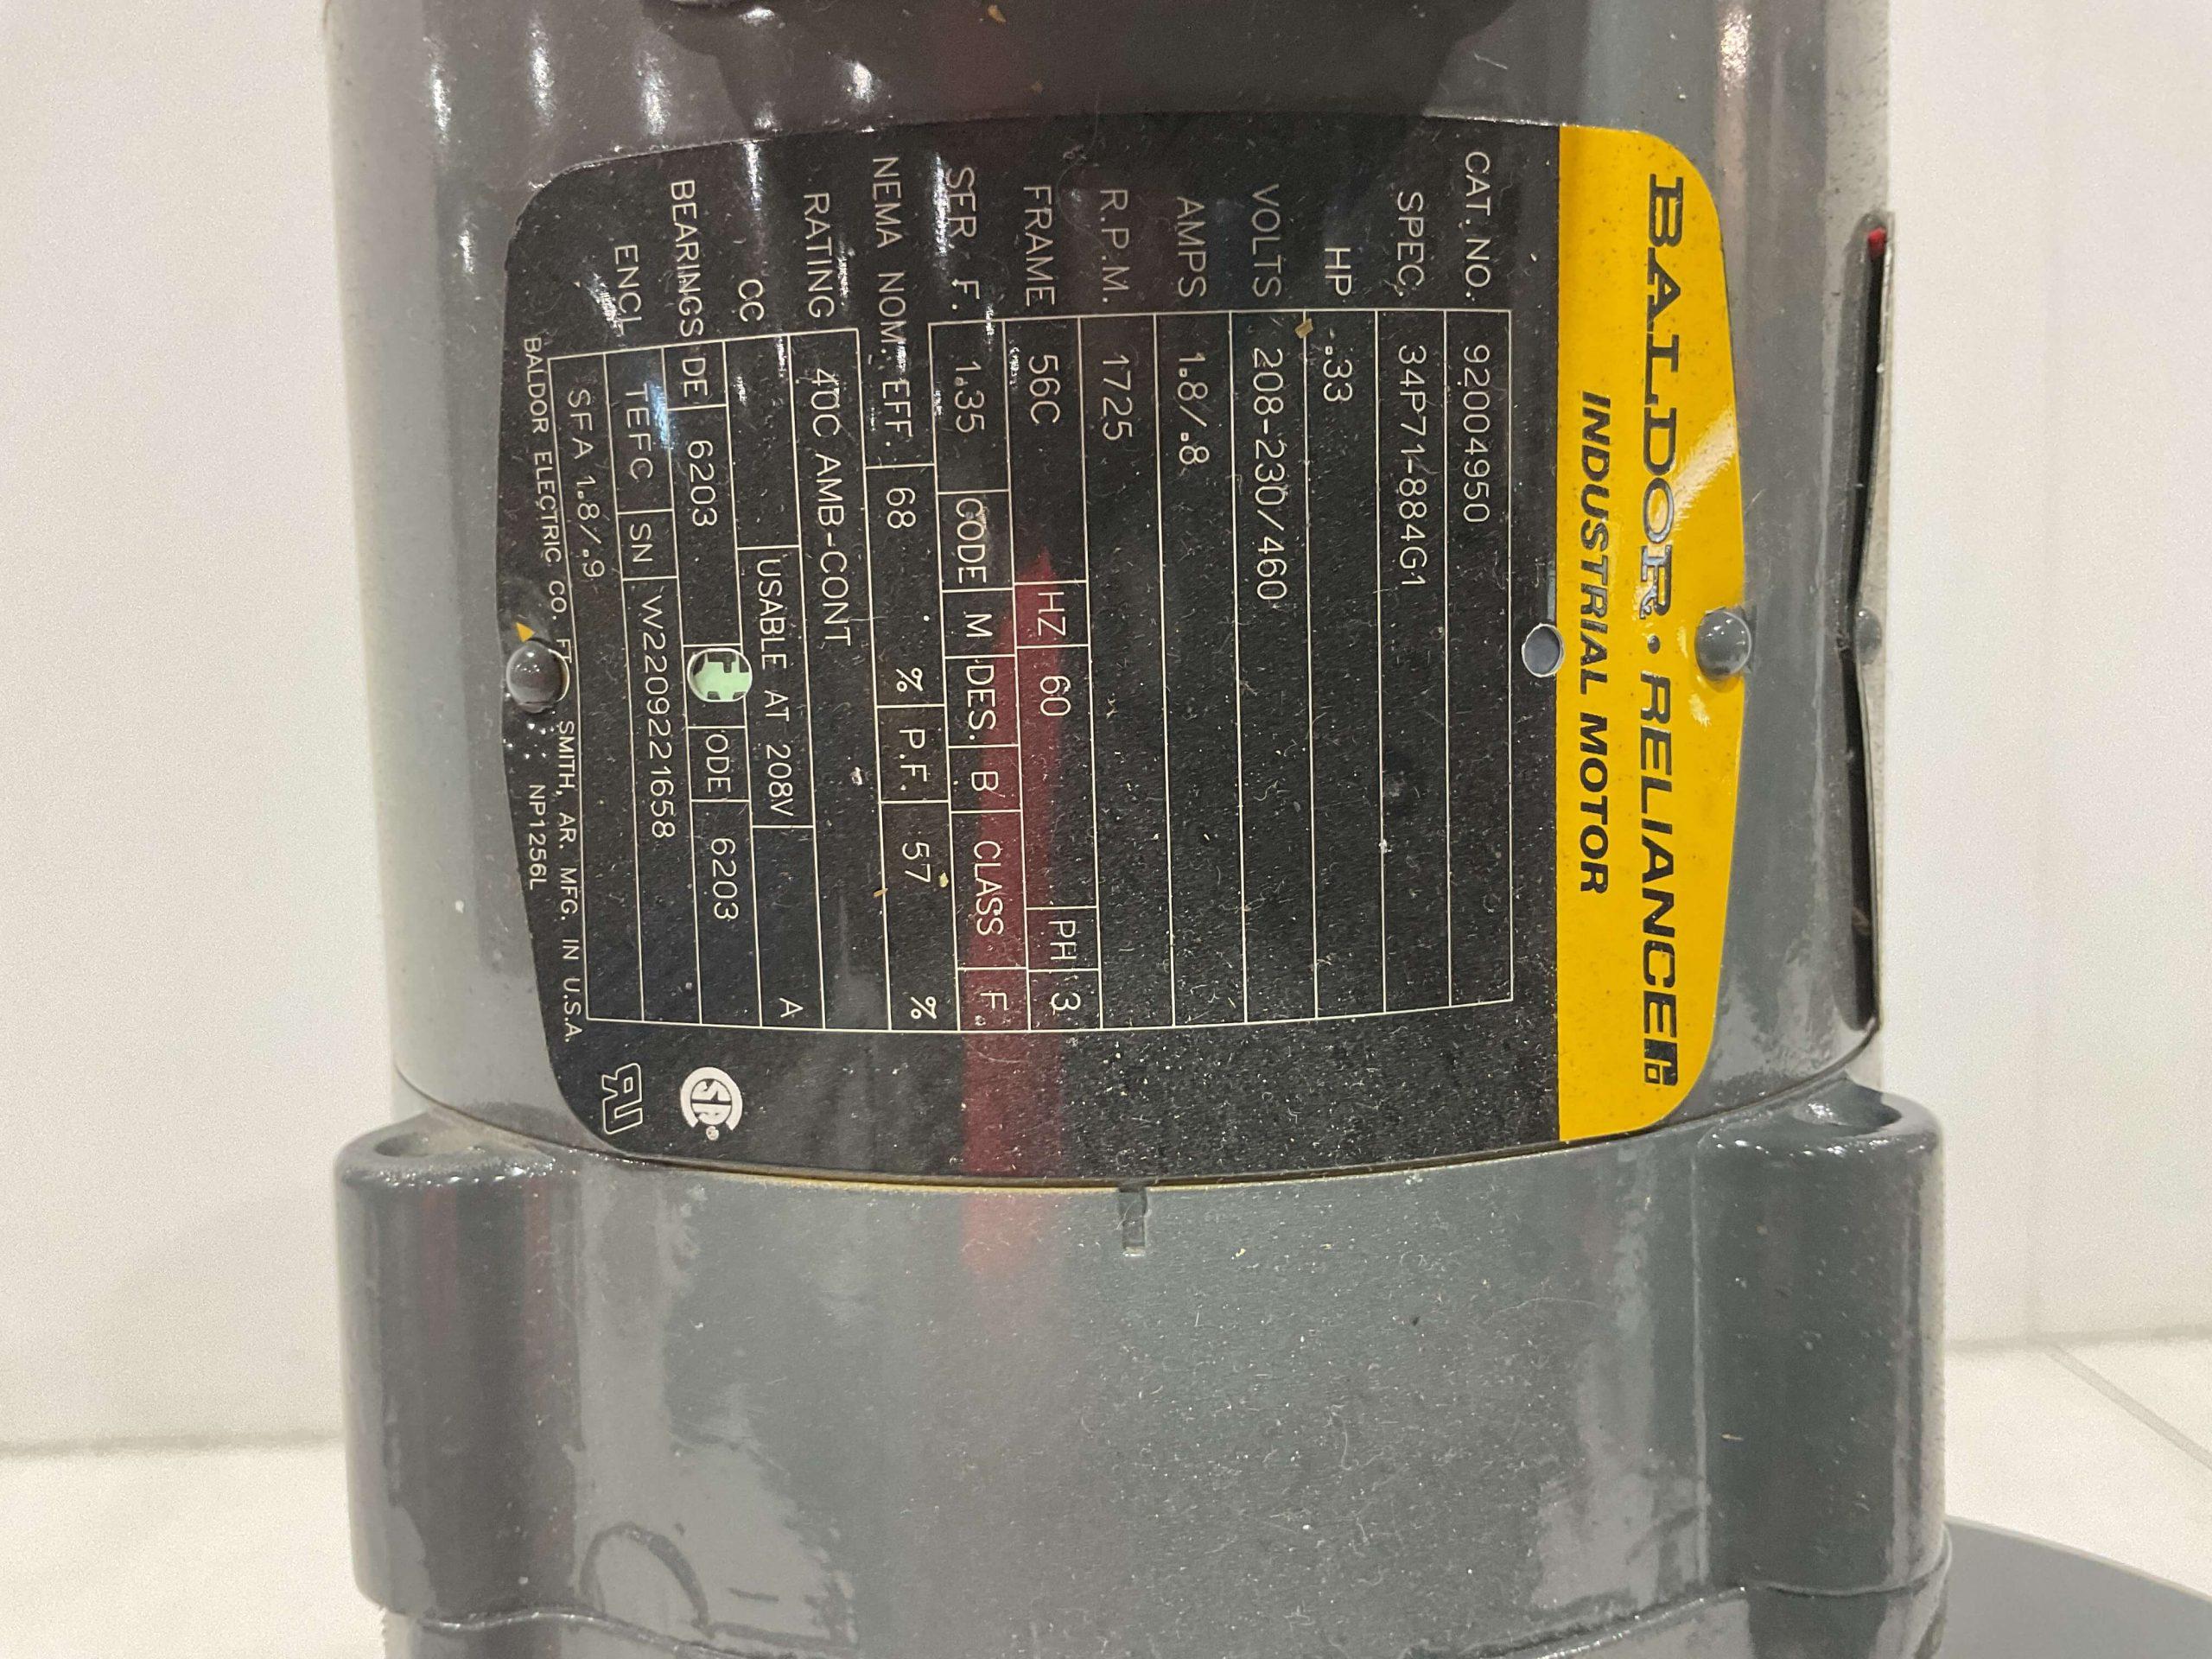 BALDOR • RELIANCE
INDUSTRIAL MOTOR
CAT. NO. 92004950
SPEC. 34P71-884G1
HP .33
VOLTS 208-230/460
AMPS 1.8/.8
R.P.M. 1725
FRAME 56C HZ 60 PH 3
SER. F. 1.35 CODE M DES. B CLASS F
NEMA NOM. EFF. 68 % P.F. 57 %
RATING 40C AMB-CONT
CC USABLE AT 208V A
BEARINGS DE 6203 ODE 6203
ENCL TEFC SN W2209221658
SFA 1.8/.9
BALDOR ELECTRIC CO. FT. SMITH, AR. MFG. IN U.S.A.
NP1256L